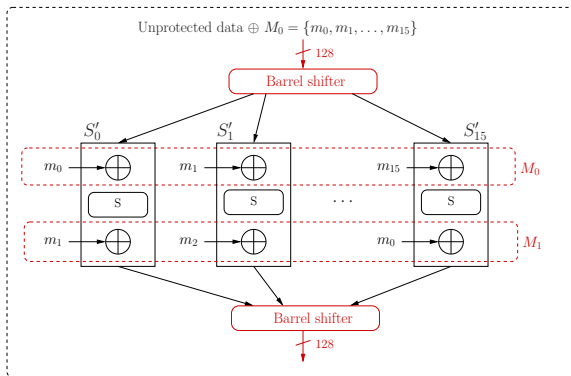 Unprotected data ⊕ M₀ = {m₀, m₁, . . . , m₁₅}
128
Barrel shifter
S′₀ S′₁ S′₁₅
m₀ m₁ m₁₅ M₀
S S . . . S
m₁ m₂ m₀ M₁
Barrel shifter
128